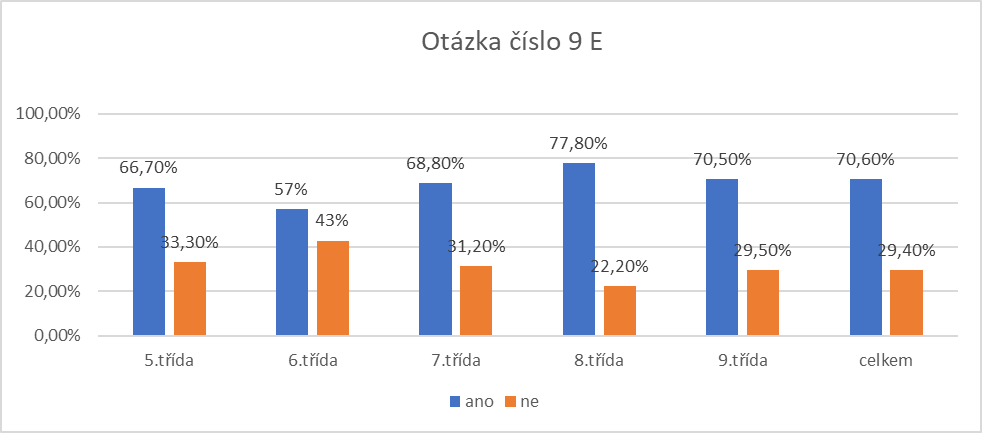 Otázka číslo 9 E
100,00%
80,00%
60,00%
40,00%
20,00%
0,00%
66,70%
33,30%
57%
43%
68,80%
31,20%
77,80%
22,20%
70,50%
29,50%
70,60%
29,40%
5.třída
6.třída
7.třída
8.třída
9.třída
celkem
ano
ne